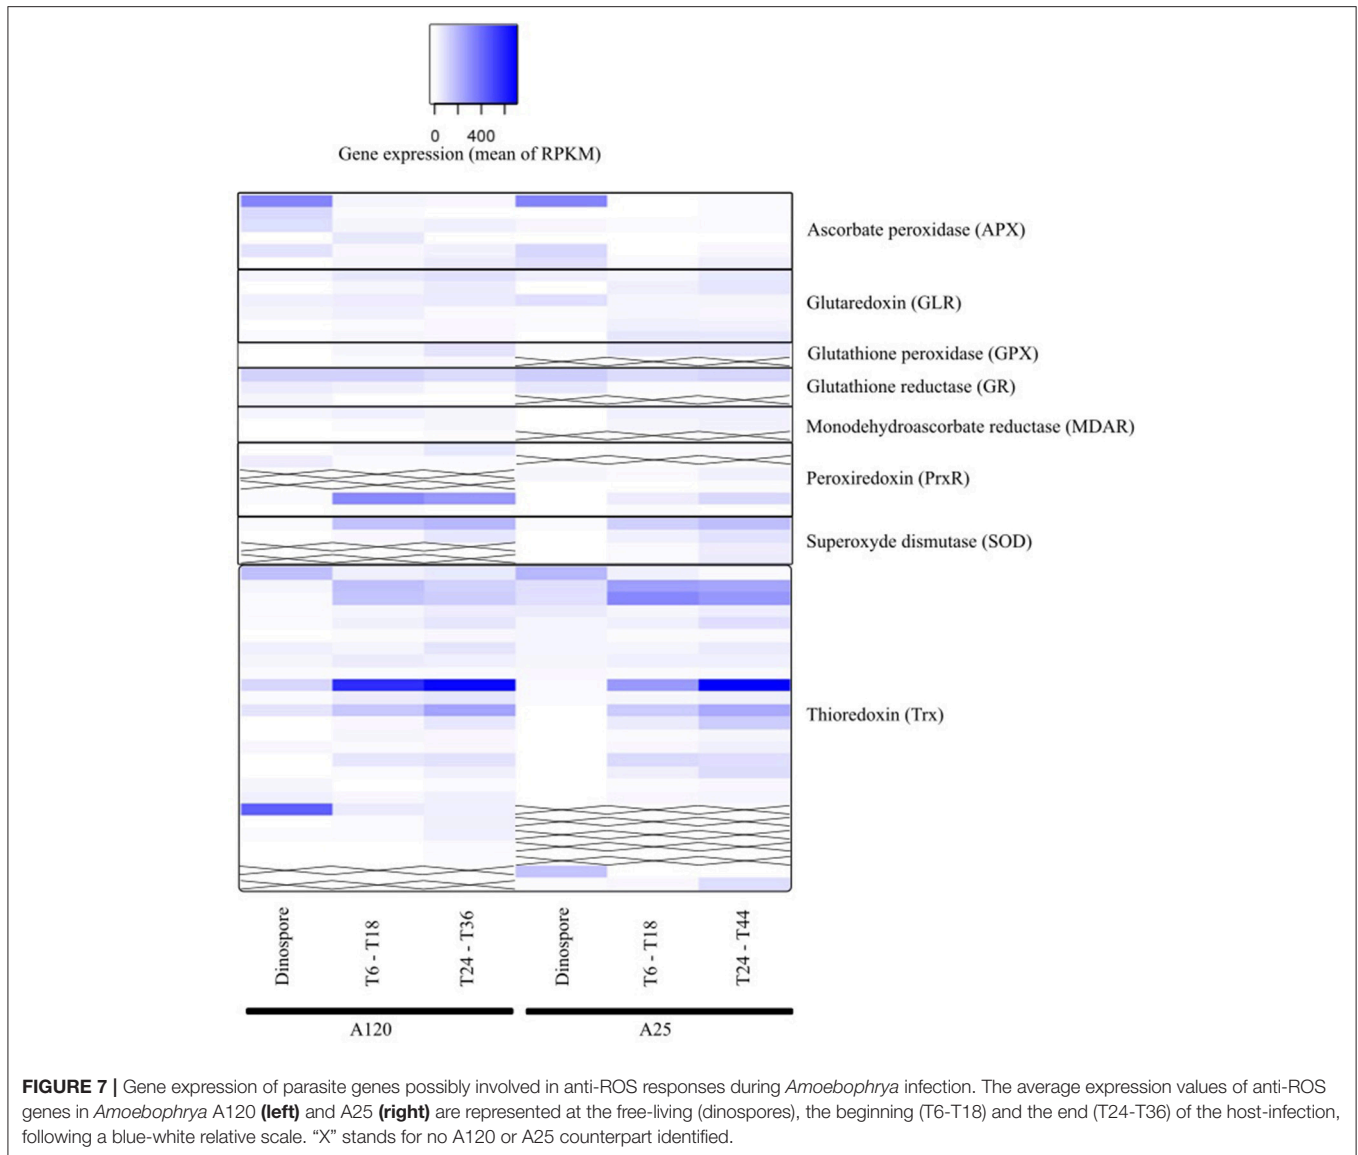 0 400
Gene expression (mean of RPKM)
Ascorbate peroxidase (APX)
Glutaredoxin (GLR)
Glutathione peroxidase (GPX)
Glutathione reductase (GR)
Monodehydroascorbate reductase (MDAR)
Peroxiredoxin (PrxR)
Superoxyde dismutase (SOD)
Thioredoxin (Trx)
Dinospore
T6 - T18
T24 - T36
Dinospore
T6 - T18
T24 - T44
A120
A25
FIGURE 7 | Gene expression of parasite genes possibly involved in anti-ROS responses during Amoebophrya infection. The average expression values of anti-ROS
genes in Amoebophrya A120 (left) and A25 (right) are represented at the free-living (dinospores), the beginning (T6-T18) and the end (T24-T36) of the host-infection,
following a blue-white relative scale. “X” stands for no A120 or A25 counterpart identified.